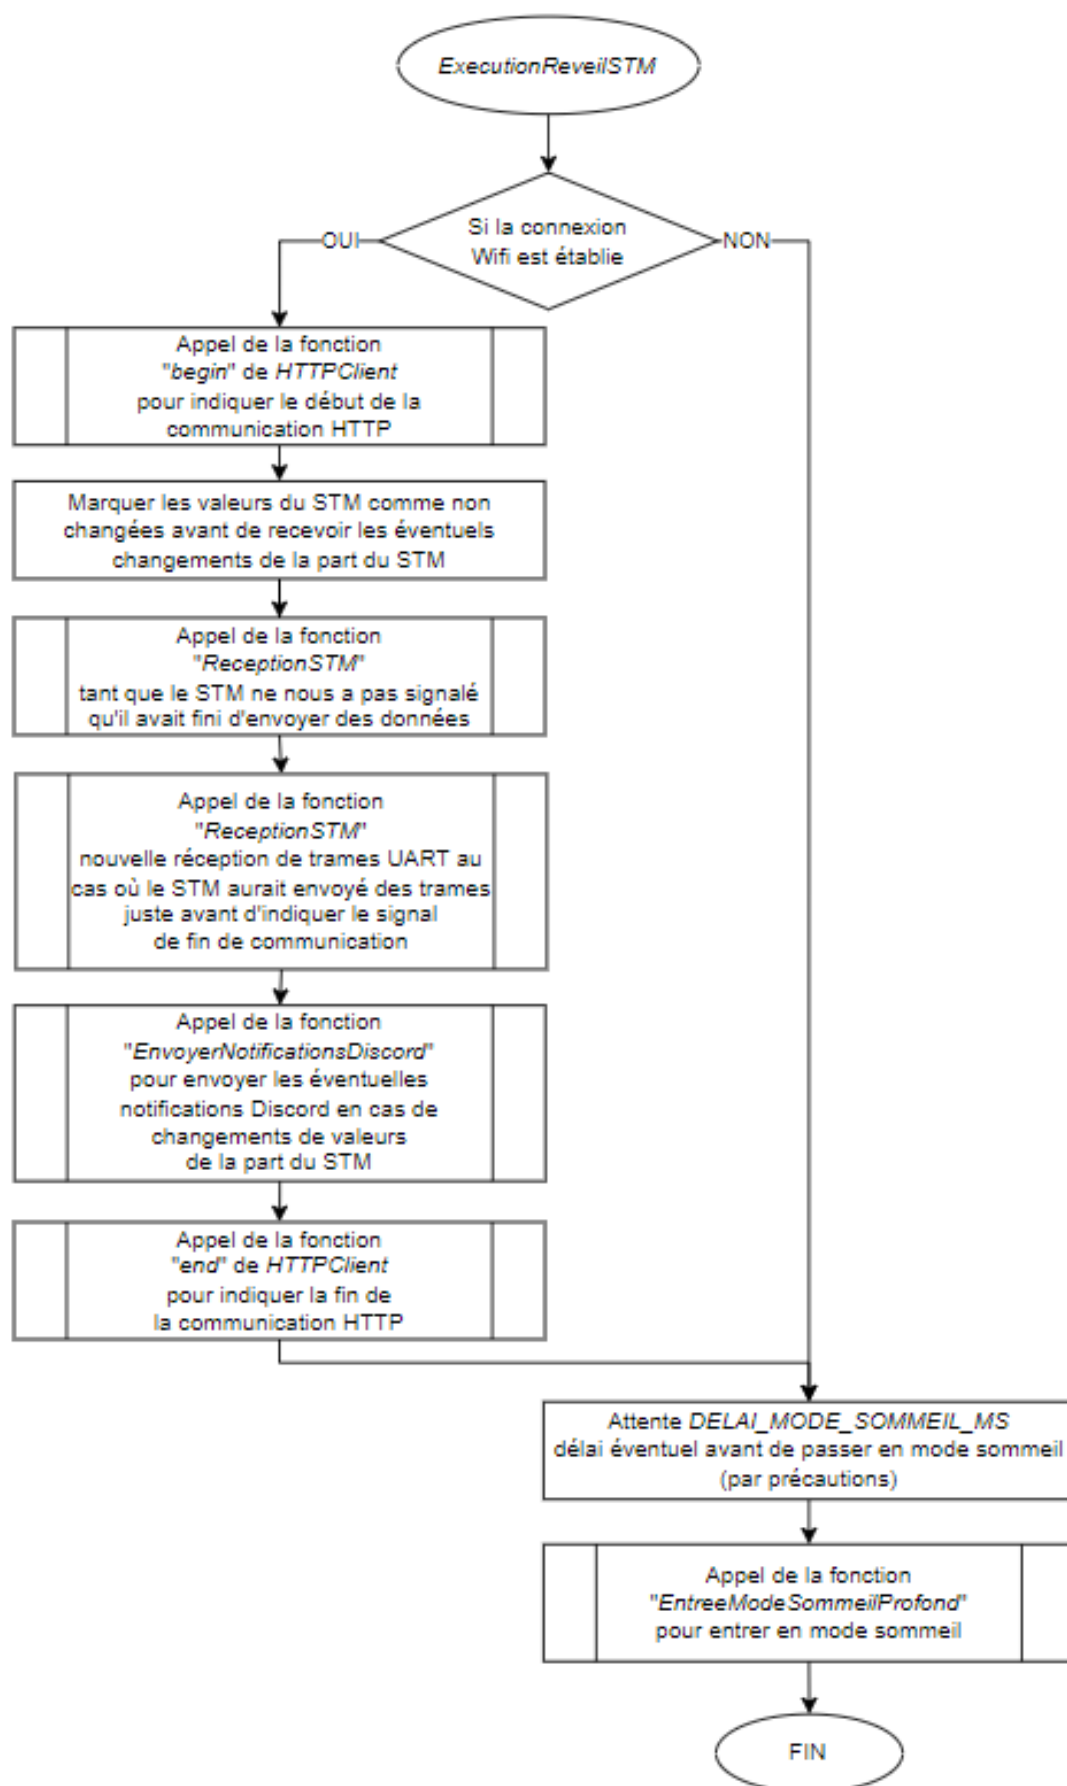 ExecutionReveilSTM
Si la connexion
Wifi est établie
OUI
NON
Appel de la fonction
"begin" de HTTPClient
pour indiquer le début de la
communication HTTP
Marquer les valeurs du STM comme non
changées avant de recevoir les éventuels
changements de la part du STM
Appel de la fonction
"ReceptionSTM"
tant que le STM ne nous a pas signalé
qu'il avait fini d'envoyer des données
Appel de la fonction
"ReceptionSTM"
nouvelle réception de trames UART au
cas où le STM aurait envoyé des trames
juste avant d'indiquer le signal
de fin de communication
Appel de la fonction
"EnvoyerNotificationsDiscord"
pour envoyer les éventuelles
notifications Discord en cas de
changements de valeurs
de la part du STM
Appel de la fonction
"end" de HTTPClient
pour indiquer la fin de
la communication HTTP
Attente DELAI_MODE_SOMMEIL_MS
délai éventuel avant de passer en mode sommeil
(par précautions)
Appel de la fonction
"EntreeModeSommeilProfond"
pour entrer en mode sommeil
FIN